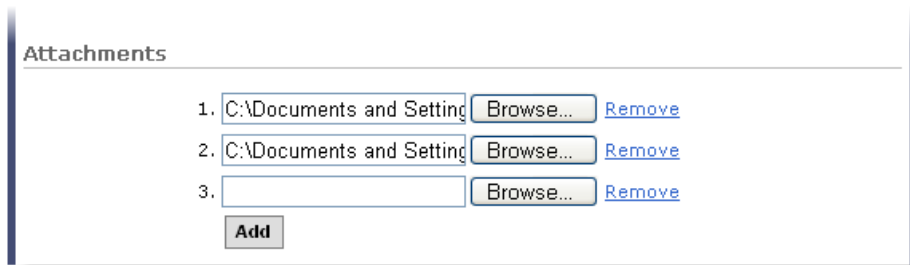 Attachments
1. C:\Documents and Setting Browse... Remove
2. C:\Documents and Setting Browse... Remove
3. Browse... Remove
Add